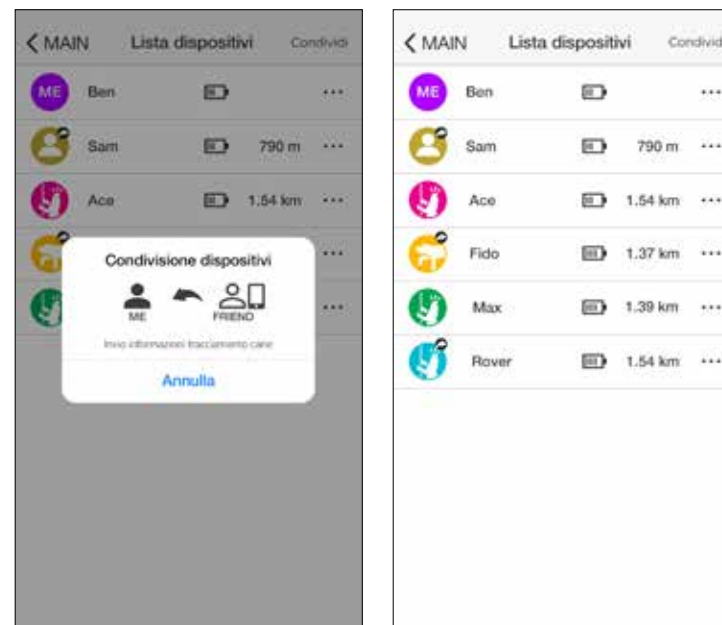 MAIN Lista dispositivi Condividi
ME Ben
Sam 790 m
Ace 1.54 km
Condivisione dispositivi
ME FRIEND
Invio informazioni tracciamento cane
Annulla
MAIN Lista dispositivi Condividi
ME Ben
Sam 790 m
Ace 1.54 km
Fido 1.37 km
Max 1.39 km
Rover 1.54 km